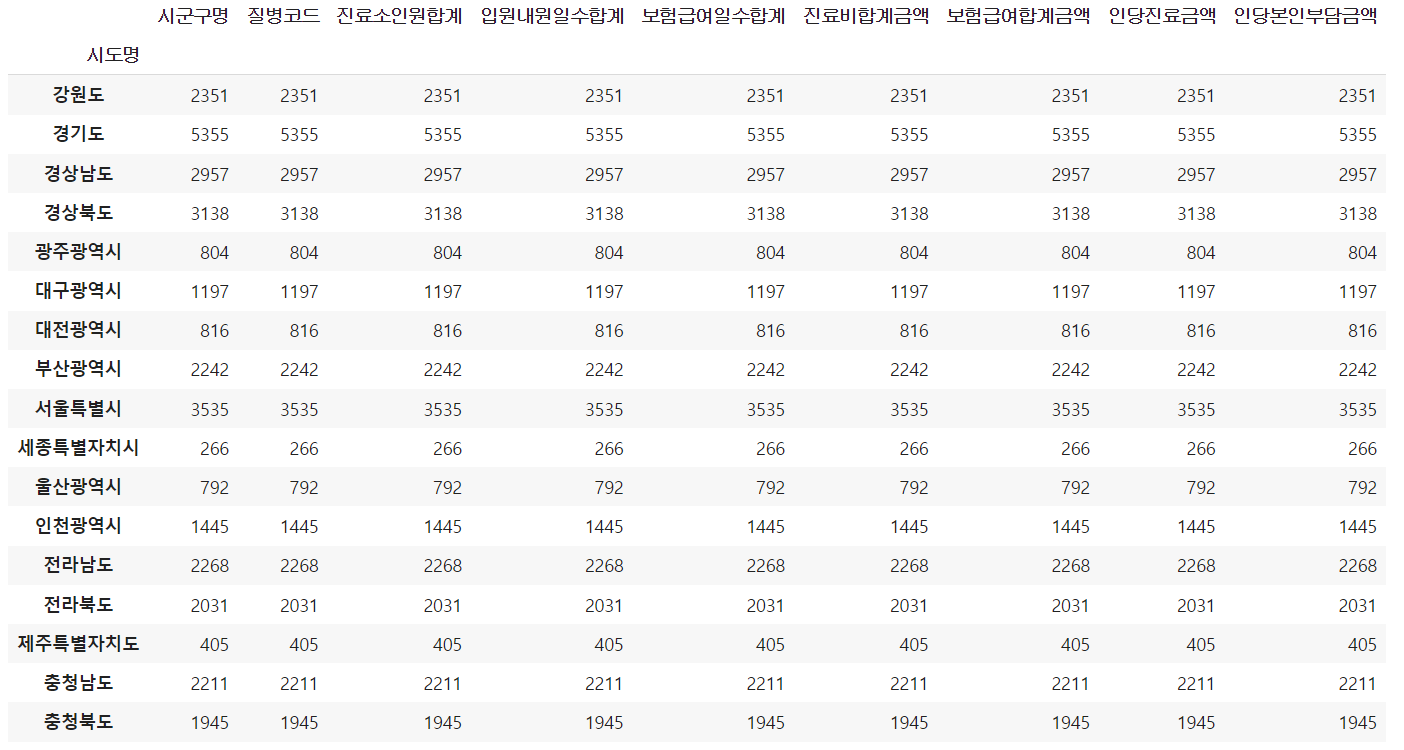 시군구명 질병코드 진료소인원합계 입원내원일수합계 보험급여일수합계 진료비합계금액 보험급여합계금액 인당진료금액 인당본인부담금액
시도명
강원도 2351 2351 2351 2351 2351 2351 2351 2351 2351
경기도 5355 5355 5355 5355 5355 5355 5355 5355 5355
경상남도 2957 2957 2957 2957 2957 2957 2957 2957 2957
경상북도 3138 3138 3138 3138 3138 3138 3138 3138 3138
광주광역시 804 804 804 804 804 804 804 804 804
대구광역시 1197 1197 1197 1197 1197 1197 1197 1197 1197
대전광역시 816 816 816 816 816 816 816 816 816
부산광역시 2242 2242 2242 2242 2242 2242 2242 2242 2242
서울특별시 3535 3535 3535 3535 3535 3535 3535 3535 3535
세종특별자치시 266 266 266 266 266 266 266 266 266
울산광역시 792 792 792 792 792 792 792 792 792
인천광역시 1445 1445 1445 1445 1445 1445 1445 1445 1445
전라남도 2268 2268 2268 2268 2268 2268 2268 2268 2268
전라북도 2031 2031 2031 2031 2031 2031 2031 2031 2031
제주특별자치도 405 405 405 405 405 405 405 405 405
충청남도 2211 2211 2211 2211 2211 2211 2211 2211 2211
충청북도 1945 1945 1945 1945 1945 1945 1945 1945 1945